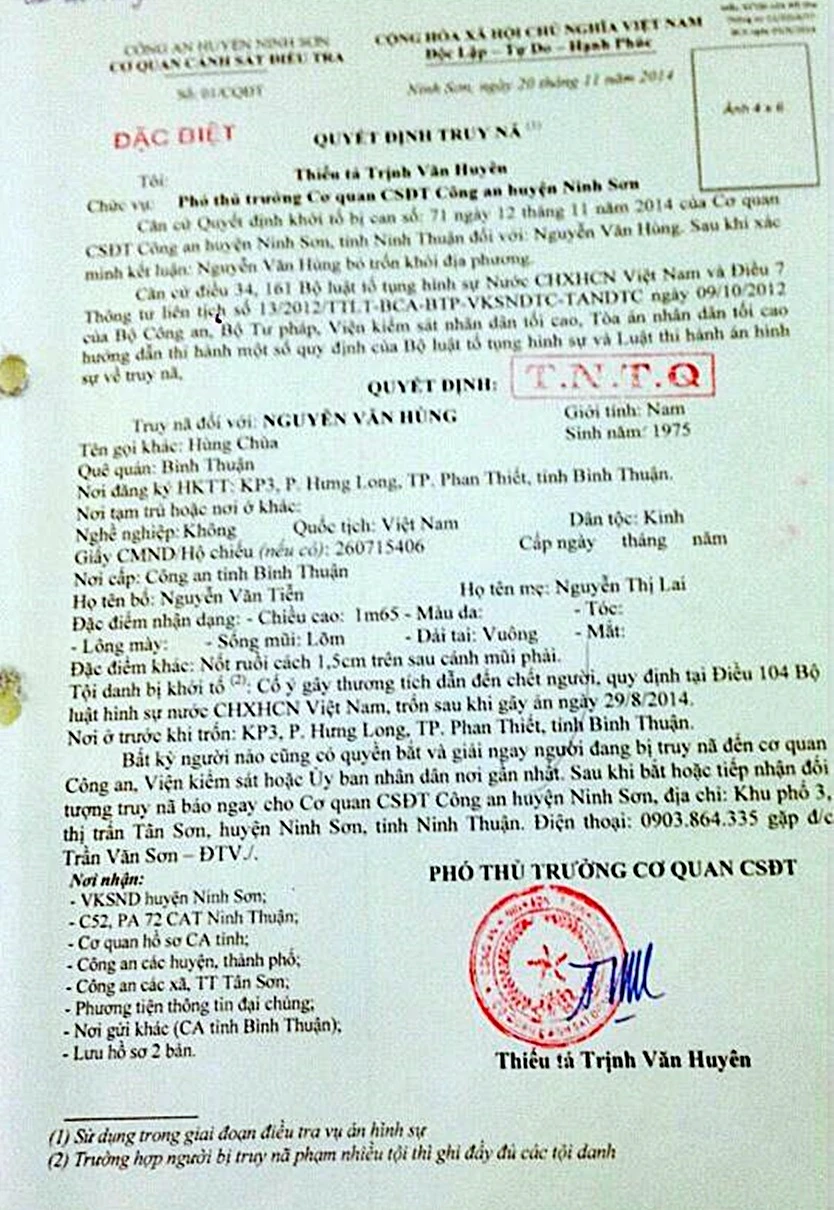 CÔNG AN HUYỆN NINH SƠN
CƠ QUAN CẢNH SÁT ĐIỀU TRA
CỘNG HÒA XÃ HỘI CHỦ NGHĨA VIỆT NAM
Độc Lập – Tự Do – Hạnh Phúc
Số: 01/CQĐT
Ninh Sơn, ngày 20 tháng 11 năm 2014
Ảnh 4 x 6
ĐẶC BIỆT
QUYẾT ĐỊNH TRUY NÃ (1)
Tôi: Thiếu tá Trịnh Văn Huyên
Chức vụ: Phó thủ trưởng Cơ quan CSĐT Công an huyện Ninh Sơn
Căn cứ Quyết định khởi tố bị can số: 71 ngày 12 tháng 11 năm 2014 của Cơ quan
CSĐT Công an huyện Ninh Sơn, tỉnh Ninh Thuận đối với: Nguyễn Văn Hùng. Sau khi xác
minh kết luận: Nguyễn Văn Hùng bỏ trốn khỏi địa phương.
Căn cứ điều 34, 161 Bộ luật tố tụng hình sự Nước CHXHCN Việt Nam và Điều 7
Thông tư liên tịch số 13/2012/TTLT-BCA-BTP-VKSNDTC-TANDTC ngày 09/10/2012
của Bộ Công an, Bộ Tư pháp, Viện kiểm sát nhân dân tối cao, Tòa án nhân dân tối cao
hướng dẫn thi hành một số quy định của Bộ luật tố tụng hình sự và Luật thi hành án hình
sự về truy nã.
QUYẾT ĐỊNH: T.N.T.Q
Truy nã đối với: NGUYỄN VĂN HÙNG Giới tính: Nam
Tên gọi khác: Hùng Chùa Sinh năm: 1975
Quê quán: Bình Thuận
Nơi đăng ký HKTT: KP3, P. Hưng Long, TP. Phan Thiết, tỉnh Bình Thuận.
Nơi tạm trú hoặc nơi ở khác:
Nghề nghiệp: Không Quốc tịch: Việt Nam Dân tộc: Kinh
Giấy CMND/Hộ chiếu (nếu có): 260715406 Cấp ngày tháng năm
Nơi cấp: Công an tỉnh Bình Thuận
Họ tên bố: Nguyễn Văn Tiễn Họ tên mẹ: Nguyễn Thị Lai
Đặc điểm nhận dạng: - Chiều cao: 1m65 - Màu da: - Tóc:
- Lông mày: - Sống mũi: Lõm - Dái tai: Vuông - Mắt:
Đặc điểm khác: Nốt ruồi cách 1,5cm trên sau cánh mũi phải.
Tội danh bị khởi tố (2): Cố ý gây thương tích dẫn đến chết người, quy định tại Điều 104 Bộ
luật hình sự nước CHXHCN Việt Nam, trốn sau khi gây án ngày 29/8/2014.
Nơi ở trước khi trốn: KP3, P. Hưng Long, TP. Phan Thiết, tỉnh Bình Thuận.
Bất kỳ người nào cũng có quyền bắt và giải ngay người đang bị truy nã đến cơ quan
Công an, Viện kiểm sát hoặc Ủy ban nhân dân nơi gần nhất. Sau khi bắt hoặc tiếp nhận đối
tượng truy nã báo ngay cho Cơ quan CSĐT Công an huyện Ninh Sơn, địa chỉ: Khu phố 3,
thị trấn Tân Sơn, huyện Ninh Sơn, tỉnh Ninh Thuận. Điện thoại: 0903.864.335 gặp đ/c
Trần Văn Sơn – ĐTV./.
Nơi nhận:
- VKSND huyện Ninh Sơn;
- C52, PA 72 CAT Ninh Thuận;
- Cơ quan hồ sơ CA tỉnh;
- Công an các huyện, thành phố;
- Công an các xã, TT Tân Sơn;
- Phương tiện thông tin đại chúng;
- Nơi gửi khác (CA tỉnh Bình Thuận);
- Lưu hồ sơ 2 bản.
PHÓ THỦ TRƯỞNG CƠ QUAN CSĐT
Thiếu tá Trịnh Văn Huyên
(1) Sử dụng trong giai đoạn điều tra vụ án hình sự
(2) Trường hợp người bị truy nã phạm nhiều tội thì ghi đầy đủ các tội danh